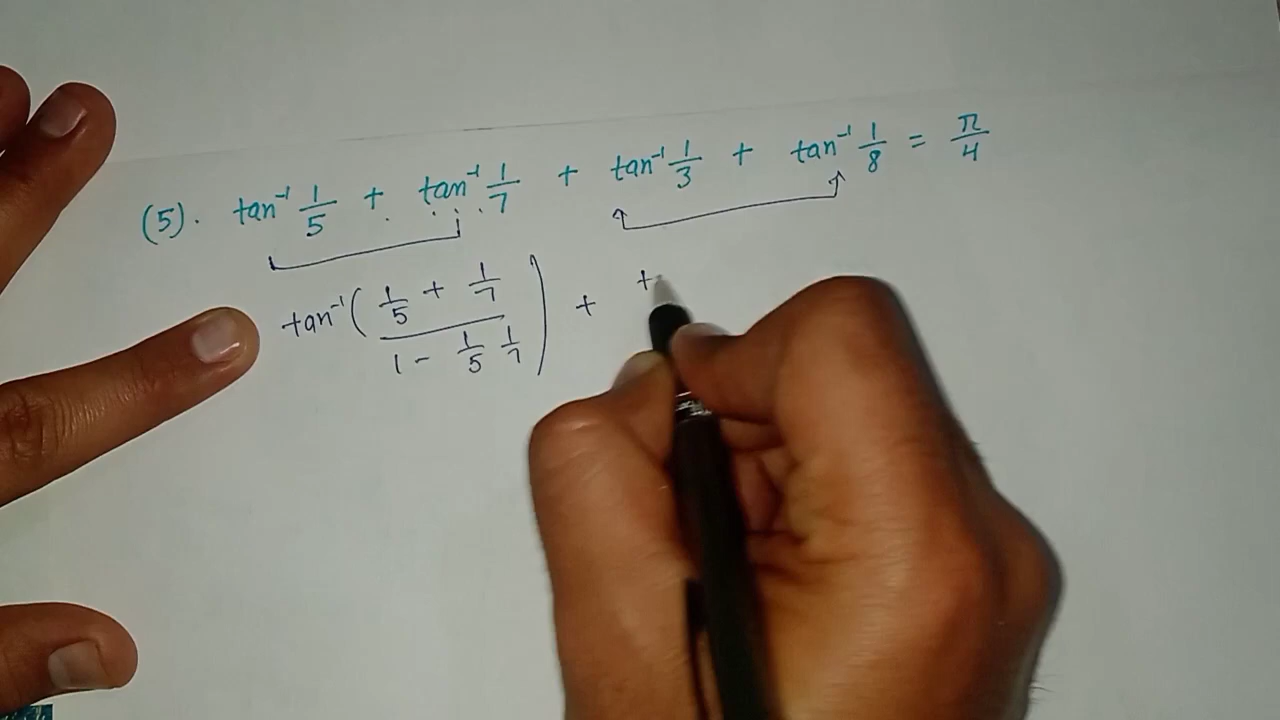 (5). tan⁻¹ 1/5 + tan⁻¹ 1/7 + tan⁻¹ 1/3 + tan⁻¹ 1/8 = π/4
tan⁻¹( (1/5 + 1/7) / (1 - 1/5 1/7) ) + t